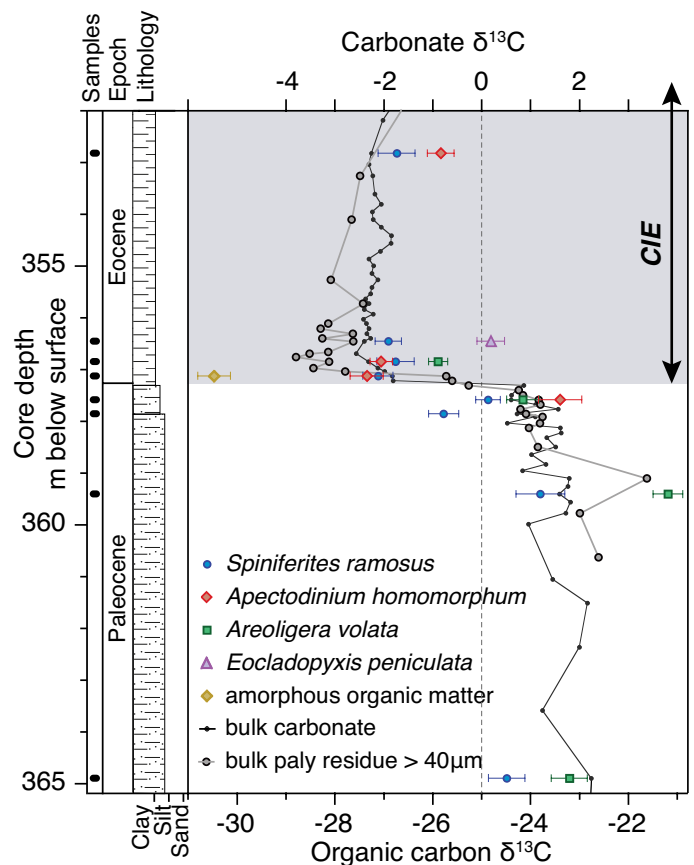 Samples
Epoch
Lithology
Carbonate δ13C
-4 -2 0 2 4
CIE
Eocene
Paleocene
355
360
365
Core depth
m below surface
Spiniferites ramosus
Apectodinium homomorphum
Areoligera volata
Eocladopyxis peniculata
amorphous organic matter
bulk carbonate
bulk paly residue > 40µm
Clay
Silt
Sand
-30 -28 -26 -24 -22
Organic carbon δ13C